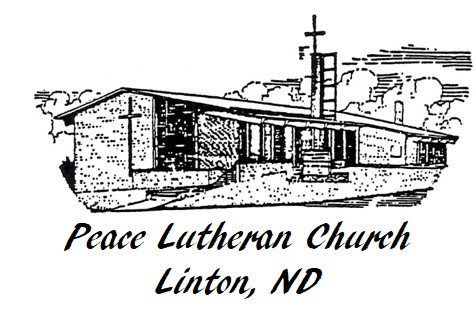 Peace Lutheran Church
Linton, ND